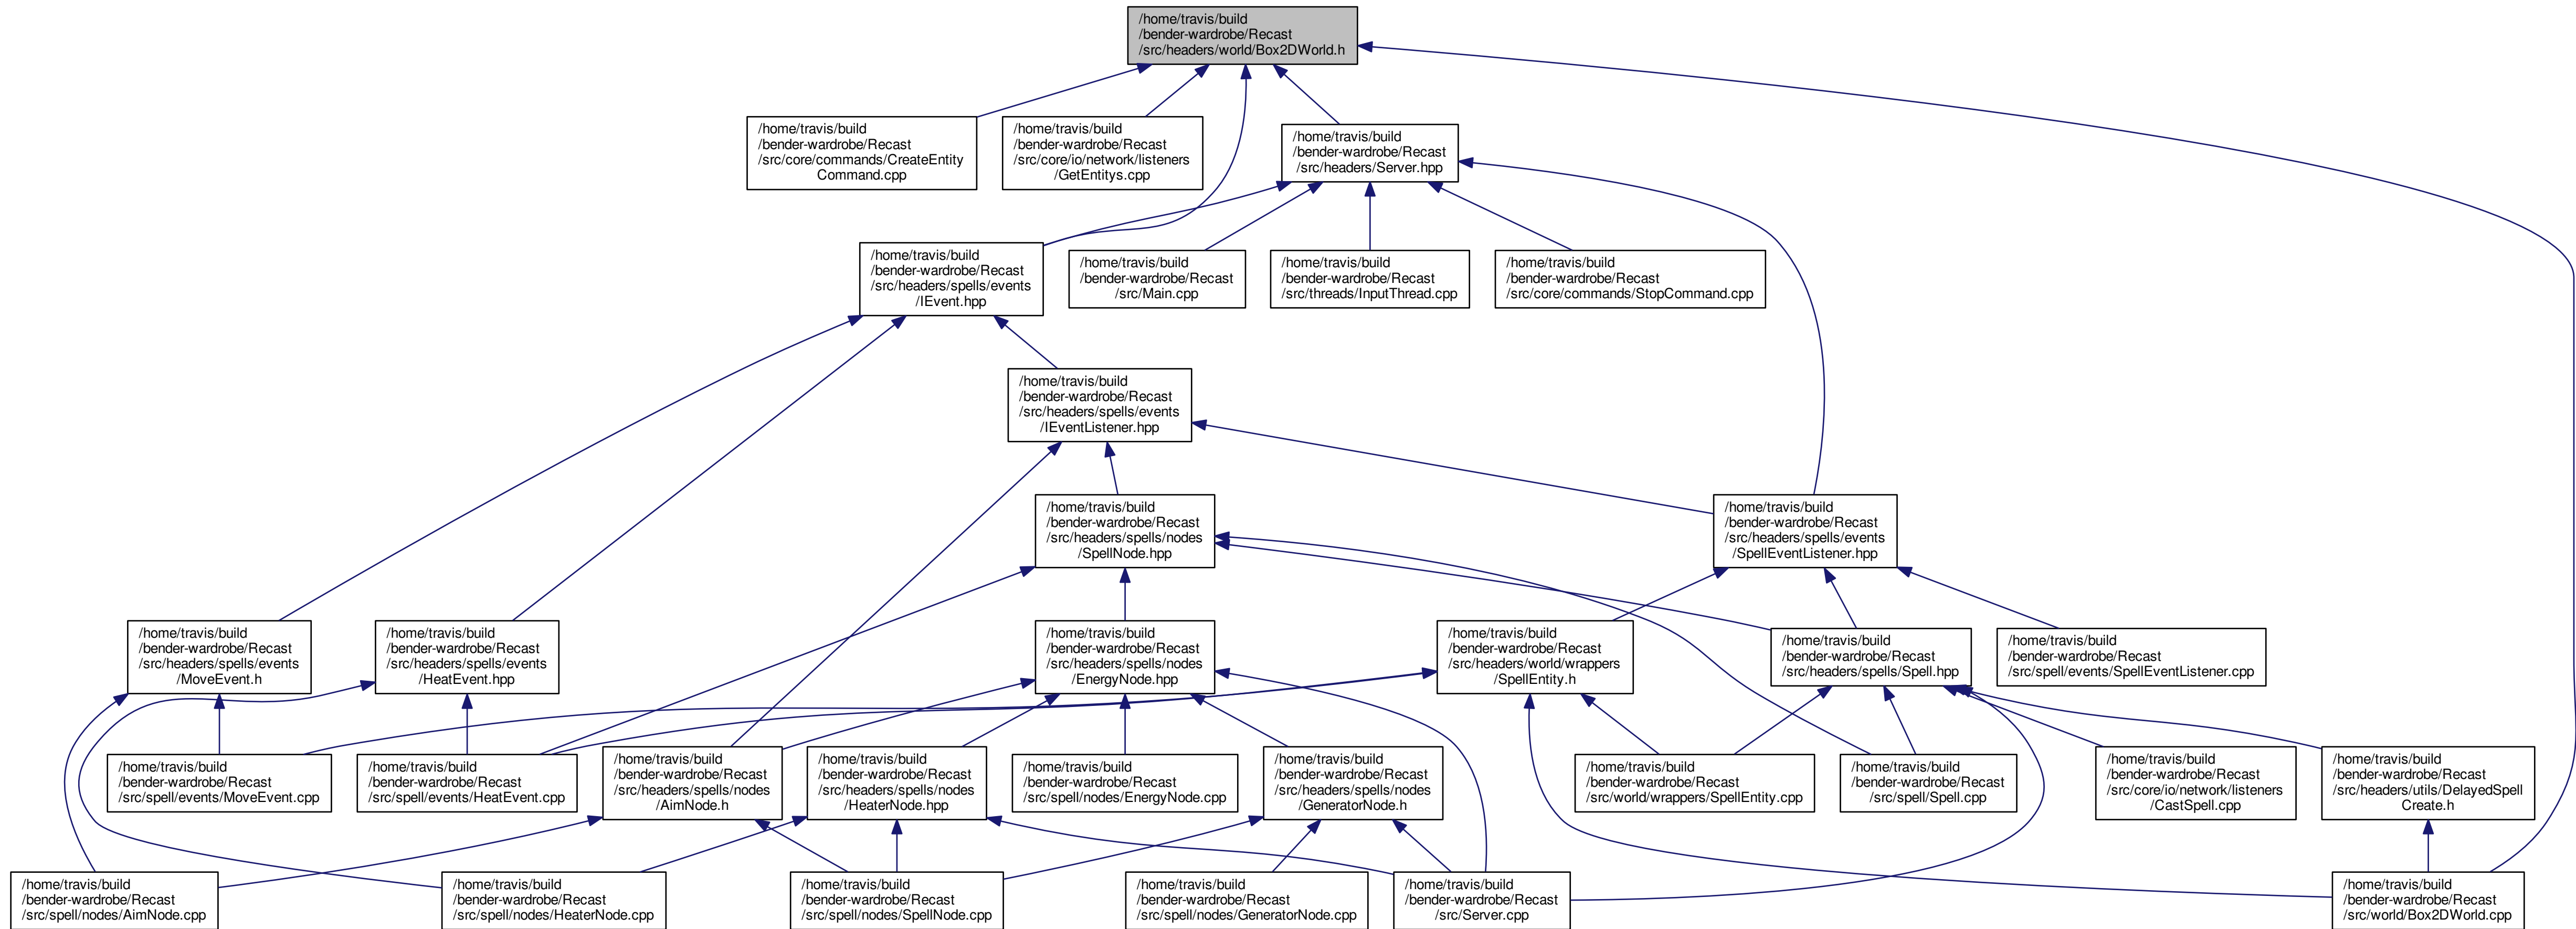 /home/travis/build
/bender-wardrobe/Recast
/src/headers/world/Box2DWorld.h
/home/travis/build
/bender-wardrobe/Recast
/src/core/commands/CreateEntity
Command.cpp
/home/travis/build
/bender-wardrobe/Recast
/src/core/io/network/listeners
/GetEntitys.cpp
/home/travis/build
/bender-wardrobe/Recast
/src/headers/Server.hpp
/home/travis/build
/bender-wardrobe/Recast
/src/headers/spells/events
/IEvent.hpp
/home/travis/build
/bender-wardrobe/Recast
/src/Main.cpp
/home/travis/build
/bender-wardrobe/Recast
/src/threads/InputThread.cpp
/home/travis/build
/bender-wardrobe/Recast
/src/core/commands/StopCommand.cpp
/home/travis/build
/bender-wardrobe/Recast
/src/headers/spells/events
/IEventListener.hpp
/home/travis/build
/bender-wardrobe/Recast
/src/headers/spells/nodes
/SpellNode.hpp
/home/travis/build
/bender-wardrobe/Recast
/src/headers/spells/events
/SpellEventListener.hpp
/home/travis/build
/bender-wardrobe/Recast
/src/headers/spells/events
/MoveEvent.h
/home/travis/build
/bender-wardrobe/Recast
/src/headers/spells/events
/HeatEvent.hpp
/home/travis/build
/bender-wardrobe/Recast
/src/headers/spells/nodes
/EnergyNode.hpp
/home/travis/build
/bender-wardrobe/Recast
/src/headers/world/wrappers
/SpellEntity.h
/home/travis/build
/bender-wardrobe/Recast
/src/headers/spells/Spell.hpp
/home/travis/build
/bender-wardrobe/Recast
/src/spell/events/SpellEventListener.cpp
/home/travis/build
/bender-wardrobe/Recast
/src/spell/events/MoveEvent.cpp
/home/travis/build
/bender-wardrobe/Recast
/src/spell/events/HeatEvent.cpp
/home/travis/build
/bender-wardrobe/Recast
/src/headers/spells/nodes
/AimNode.h
/home/travis/build
/bender-wardrobe/Recast
/src/headers/spells/nodes
/HeaterNode.hpp
/home/travis/build
/bender-wardrobe/Recast
/src/spell/nodes/EnergyNode.cpp
/home/travis/build
/bender-wardrobe/Recast
/src/headers/spells/nodes
/GeneratorNode.h
/home/travis/build
/bender-wardrobe/Recast
/src/world/wrappers/SpellEntity.cpp
/home/travis/build
/bender-wardrobe/Recast
/src/spell/Spell.cpp
/home/travis/build
/bender-wardrobe/Recast
/src/core/io/network/listeners
/CastSpell.cpp
/home/travis/build
/bender-wardrobe/Recast
/src/headers/utils/DelayedSpell
Create.h
/home/travis/build
/bender-wardrobe/Recast
/src/spell/nodes/AimNode.cpp
/home/travis/build
/bender-wardrobe/Recast
/src/spell/nodes/HeaterNode.cpp
/home/travis/build
/bender-wardrobe/Recast
/src/spell/nodes/SpellNode.cpp
/home/travis/build
/bender-wardrobe/Recast
/src/spell/nodes/GeneratorNode.cpp
/home/travis/build
/bender-wardrobe/Recast
/src/Server.cpp
/home/travis/build
/bender-wardrobe/Recast
/src/world/Box2DWorld.cpp